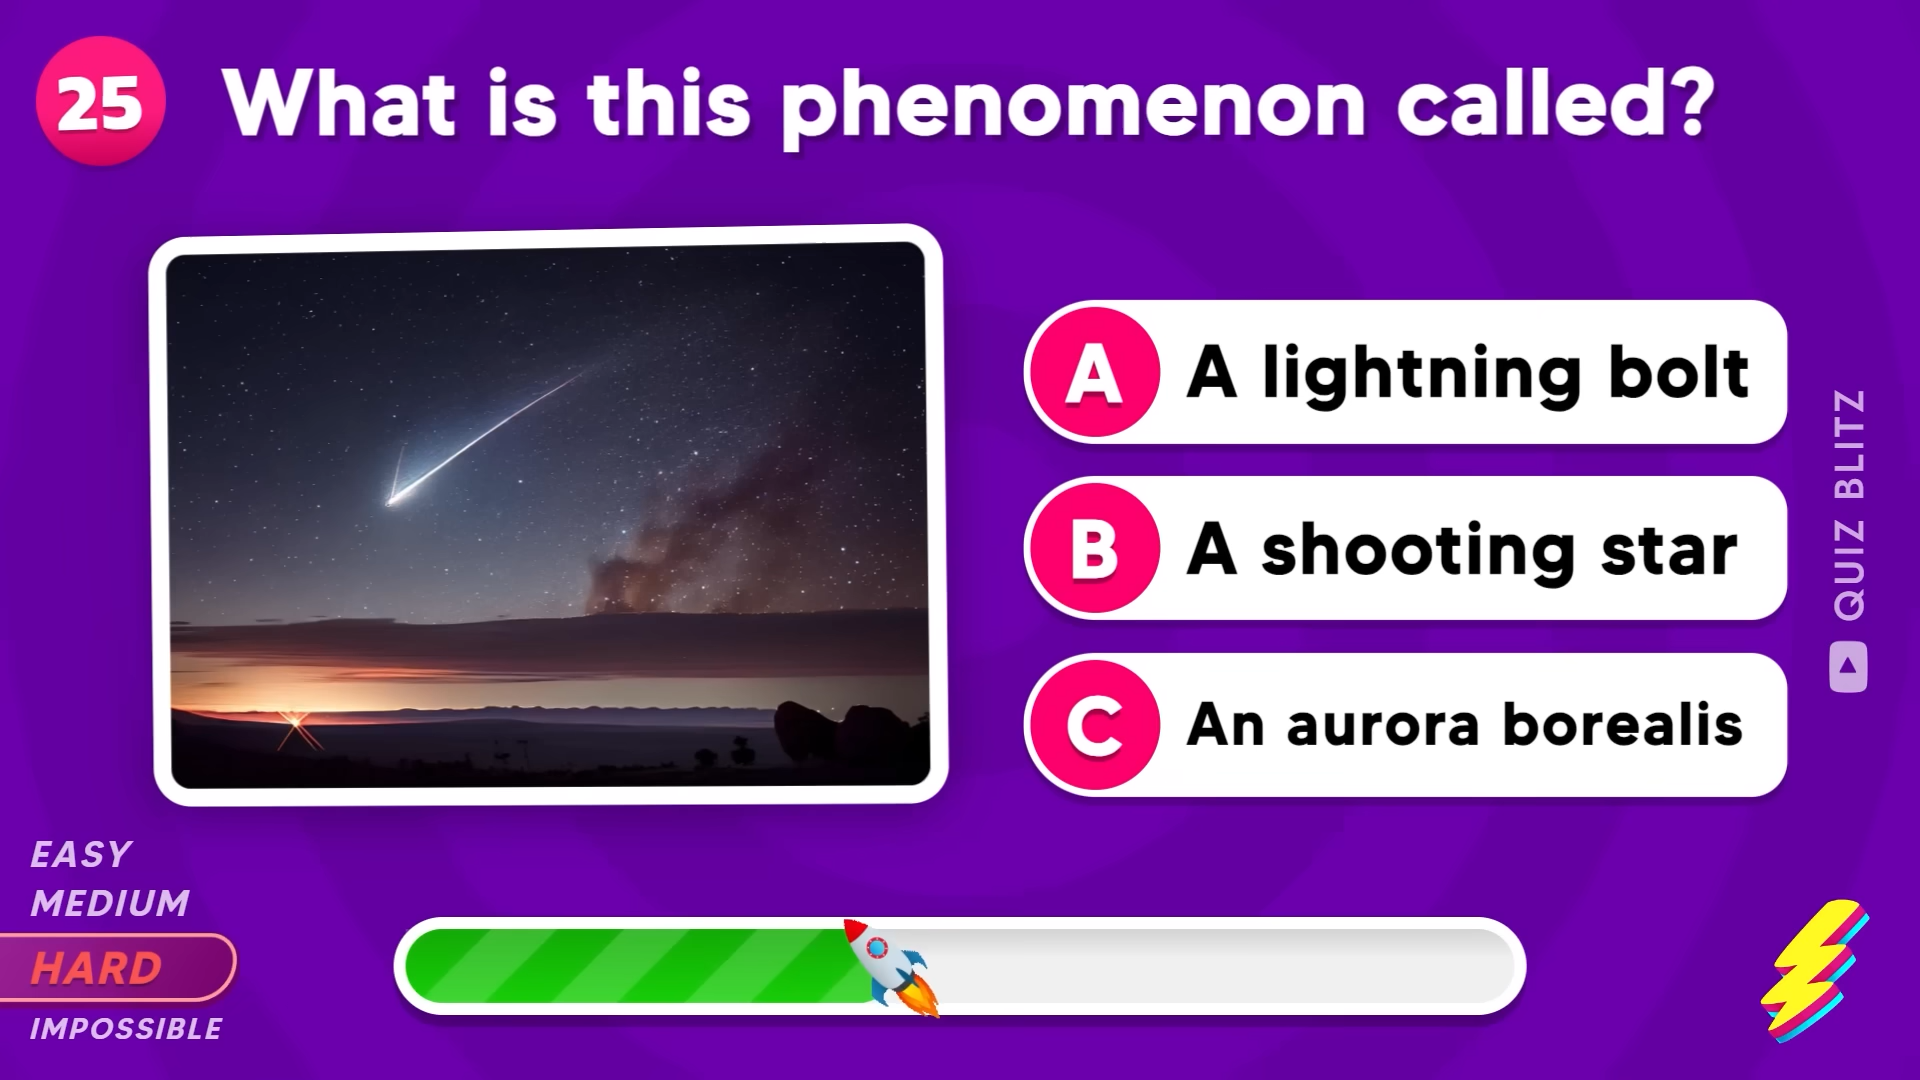 25
What is this phenomenon called?
A A lightning bolt
B A shooting star
C An aurora borealis
QUIZ BLITZ
EASY
MEDIUM
HARD
IMPOSSIBLE